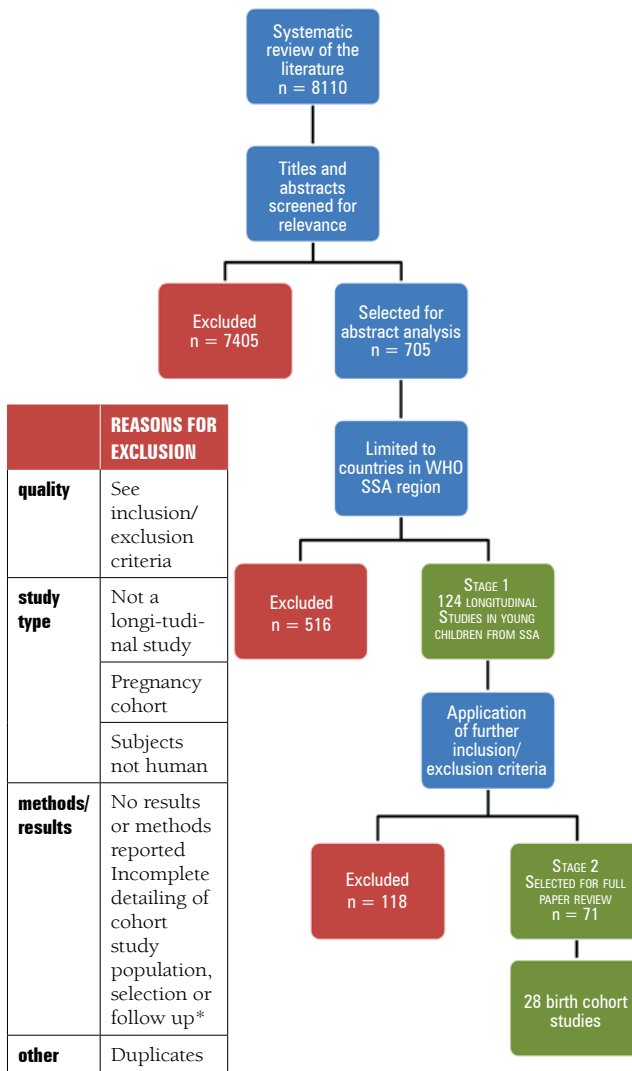 Systematic
review of the
literature
n = 8110
Titles and
abstracts
screened for
relevance
Excluded
n = 7405
Selected for
abstract analysis
n = 705
Limited to
countries in WHO
SSA region
Excluded
n = 516
STAGE 1
124 LONGITUDINAL
STUDIES IN YOUNG
CHILDREN FROM SSA
Application
of further
inclusion/
exclusion criteria
Excluded
n = 118
STAGE 2
SELECTED FOR FULL
PAPER REVIEW
n = 71
28 birth cohort
studies
REASONS FOR
EXCLUSION
quality
See
inclusion/
exclusion
criteria
study
type
Not a
longi-tudi-
nal study
Pregnancy
cohort
Subjects
not human
methods/
results
No results
or methods
reported
Incomplete
detailing of
cohort
study
population,
selection or
follow up*
other
Duplicates